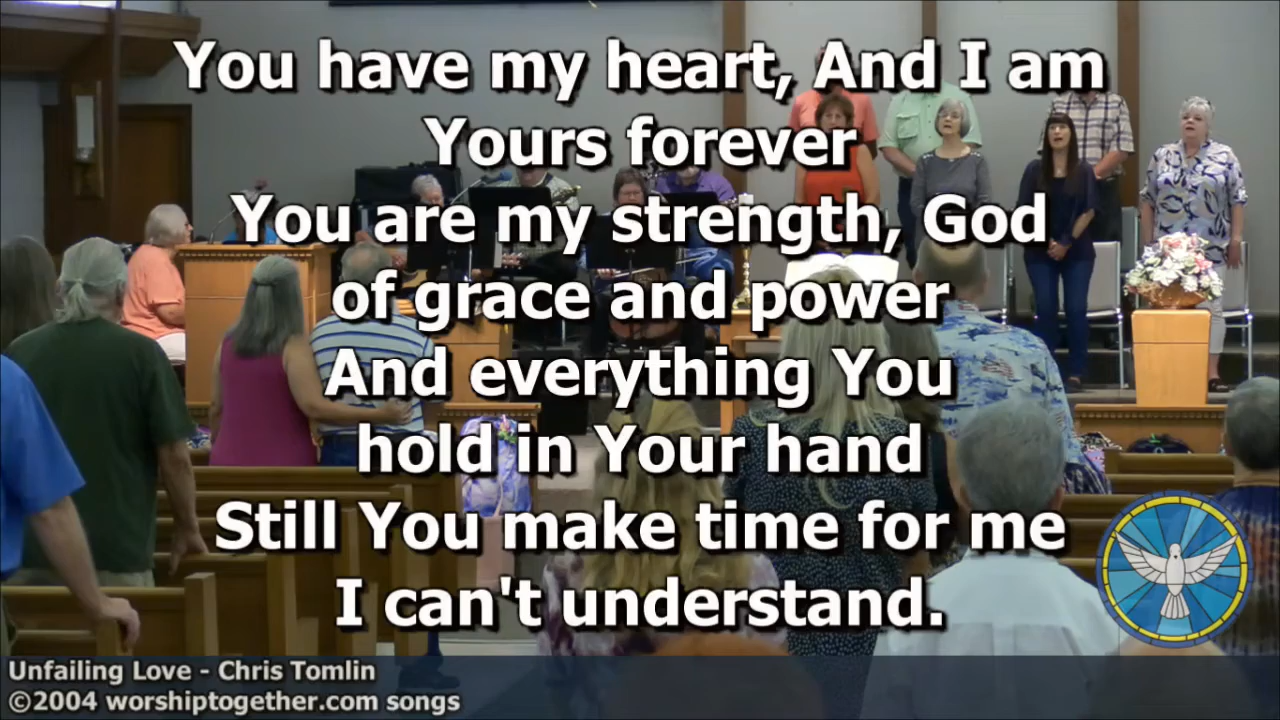 You have my heart, And I am
Yours forever
You are my strength, God
of grace and power
And everything You
hold in Your hand
Still You make time for me
I can't understand.
Unfailing Love - Chris Tomlin
©2004 worshiptogether.com songs